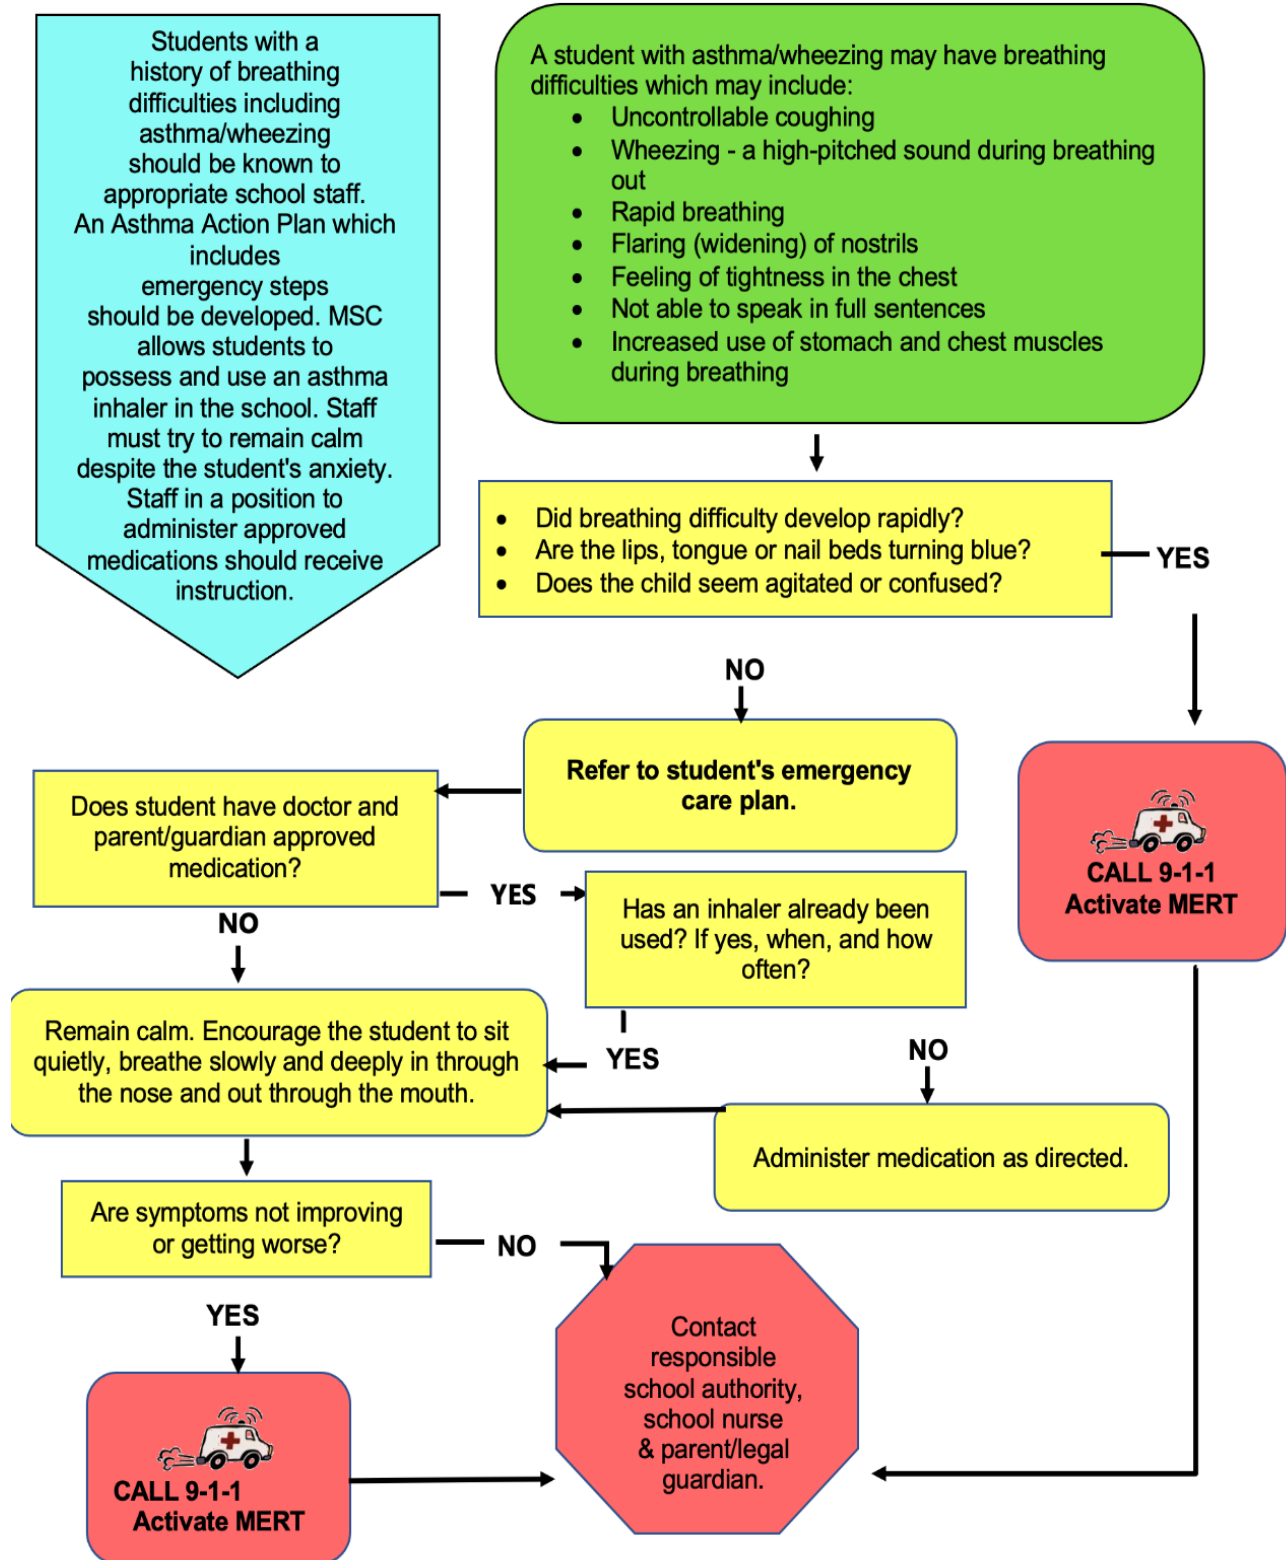 Students with a
history of breathing
difficulties including
asthma/wheezing
should be known to
appropriate school staff.
An Asthma Action Plan which
includes
emergency steps
should be developed. MSC
allows students to
possess and use an asthma
inhaler in the school. Staff
must try to remain calm
despite the student's anxiety.
Staff in a position to
administer approved
medications should receive
instruction.
A student with asthma/wheezing may have breathing
difficulties which may include:
• Uncontrollable coughing
• Wheezing - a high-pitched sound during breathing
out
• Rapid breathing
• Flaring (widening) of nostrils
• Feeling of tightness in the chest
• Not able to speak in full sentences
• Increased use of stomach and chest muscles
during breathing
• Did breathing difficulty develop rapidly?
• Are the lips, tongue or nail beds turning blue?
• Does the child seem agitated or confused?
YES
NO
Refer to student's emergency
care plan.
CALL 9-1-1
Activate MERT
Does student have doctor and
parent/guardian approved
medication?
YES
NO
Has an inhaler already been
used? If yes, when, and how
often?
YES
NO
Remain calm. Encourage the student to sit
quietly, breathe slowly and deeply in through
the nose and out through the mouth.
Administer medication as directed.
Are symptoms not improving
or getting worse?
NO
YES
Contact
responsible
school authority,
school nurse
& parent/legal
guardian.
CALL 9-1-1
Activate MERT